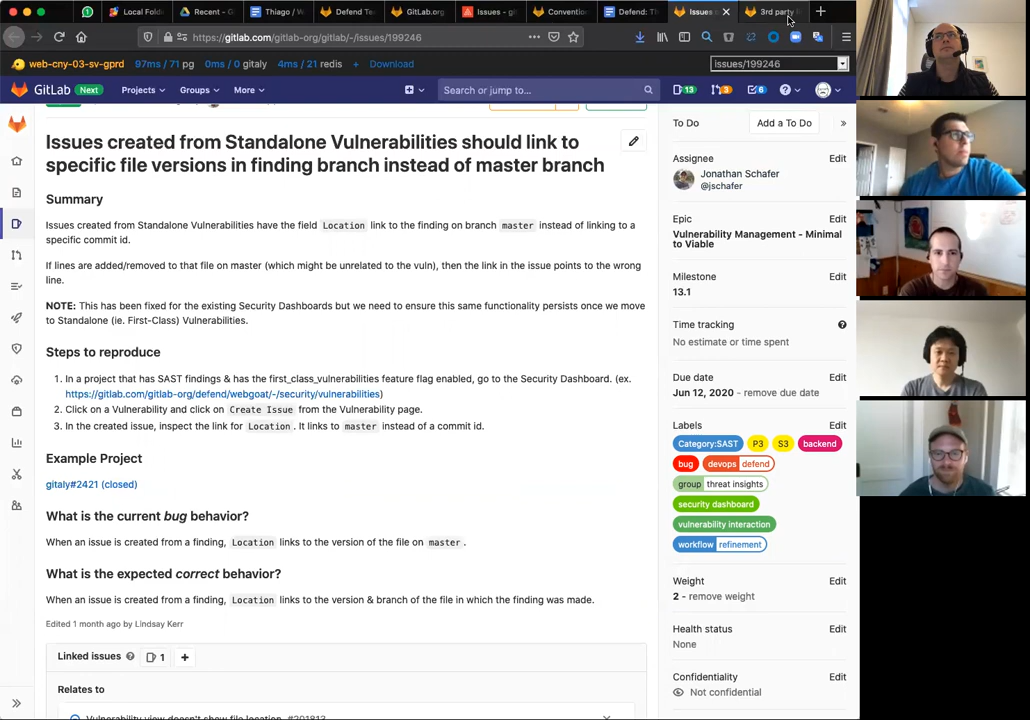 Local Fold
Recent - G
Thiago / W
Defend Te
GitLab.org
Issues - gi
Convention
Defend: Th
Issues
3rd party
https://gitlab.com/gitlab-org/gitlab/-/issues/199246
web-cny-03-sv-gprd 97ms / 71 pg 0ms / 0 gitaly 4ms / 21 redis + Download issues/199246
GitLab Next Projects Groups More Search or jump to... 13 3 6
Issues created from Standalone Vulnerabilities should link to
specific file versions in finding branch instead of master branch
Summary
Issues created from Standalone Vulnerabilities have the field Location link to the finding on branch master instead of linking to a
specific commit id.
If lines are added/removed to that file on master (which might be unrelated to the vuln), then the link in the issue points to the wrong
line.
NOTE: This has been fixed for the existing Security Dashboards but we need to ensure this same functionality persists once we move
to Standalone (ie. First-Class) Vulnerabilities.
Steps to reproduce
1. In a project that has SAST findings & has the first_class_vulnerabilities feature flag enabled, go to the Security Dashboard. (ex.
https://gitlab.com/gitlab-org/defend/webgoat/-/security/vulnerabilities)
2. Click on a Vulnerability and click on Create Issue from the Vulnerability page.
3. In the created issue, inspect the link for Location. It links to master instead of a commit id.
Example Project
gitaly#2421 (closed)
What is the current bug behavior?
When an issue is created from a finding, Location links to the version of the file on master.
What is the expected correct behavior?
When an issue is created from a finding, Location links to the version & branch of the file in which the finding was made.
Edited 1 month ago by Lindsay Kerr
Linked issues 1 +
Relates to
Vulnerability view doesn't show file location #201812
To Do Add a To Do »
Assignee Edit
Jonathan Schafer
@jschafer
Epic Edit
Vulnerability Management - Minimal
to Viable
Milestone Edit
13.1
Time tracking
No estimate or time spent
Due date Edit
Jun 12, 2020 - remove due date
Labels Edit
Category:SAST P3 S3 backend
bug devops defend
group threat insights
security dashboard
vulnerability interaction
workflow refinement
Weight Edit
2 - remove weight
Health status Edit
None
Confidentiality Edit
Not confidential